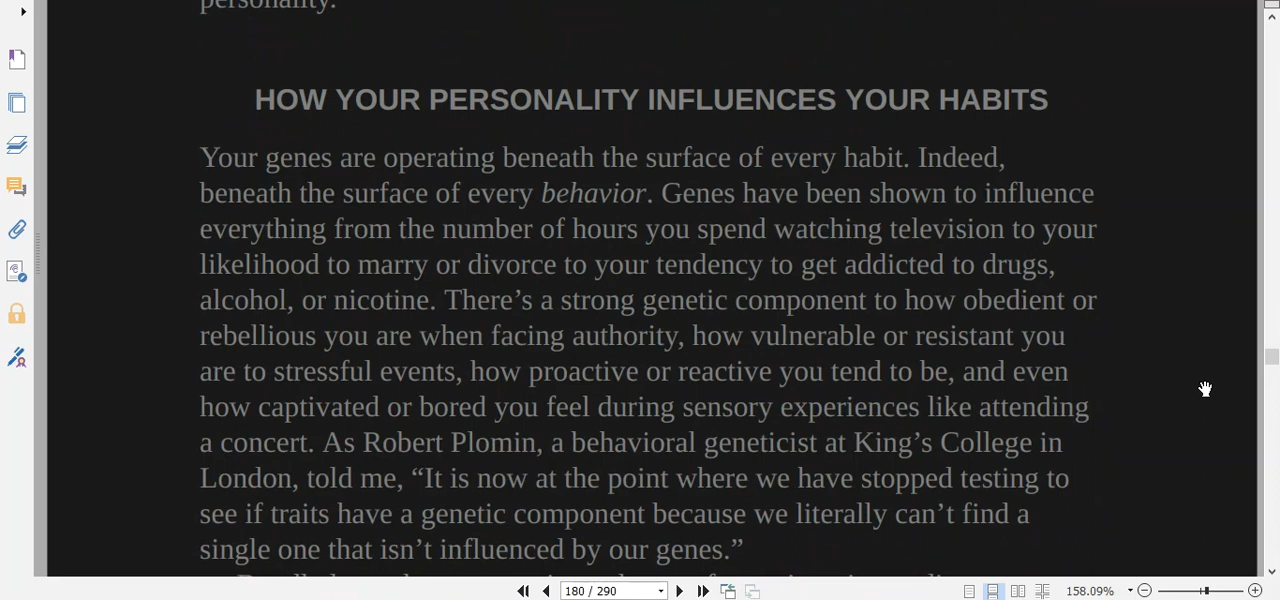 personality.
HOW YOUR PERSONALITY INFLUENCES YOUR HABITS
Your genes are operating beneath the surface of every habit. Indeed,
beneath the surface of every behavior. Genes have been shown to influence
everything from the number of hours you spend watching television to your
likelihood to marry or divorce to your tendency to get addicted to drugs,
alcohol, or nicotine. There’s a strong genetic component to how obedient or
rebellious you are when facing authority, how vulnerable or resistant you
are to stressful events, how proactive or reactive you tend to be, and even
how captivated or bored you feel during sensory experiences like attending
a concert. As Robert Plomin, a behavioral geneticist at King’s College in
London, told me, “It is now at the point where we have stopped testing to
see if traits have a genetic component because we literally can’t find a
single one that isn’t influenced by our genes.”
180 / 290
158.09%